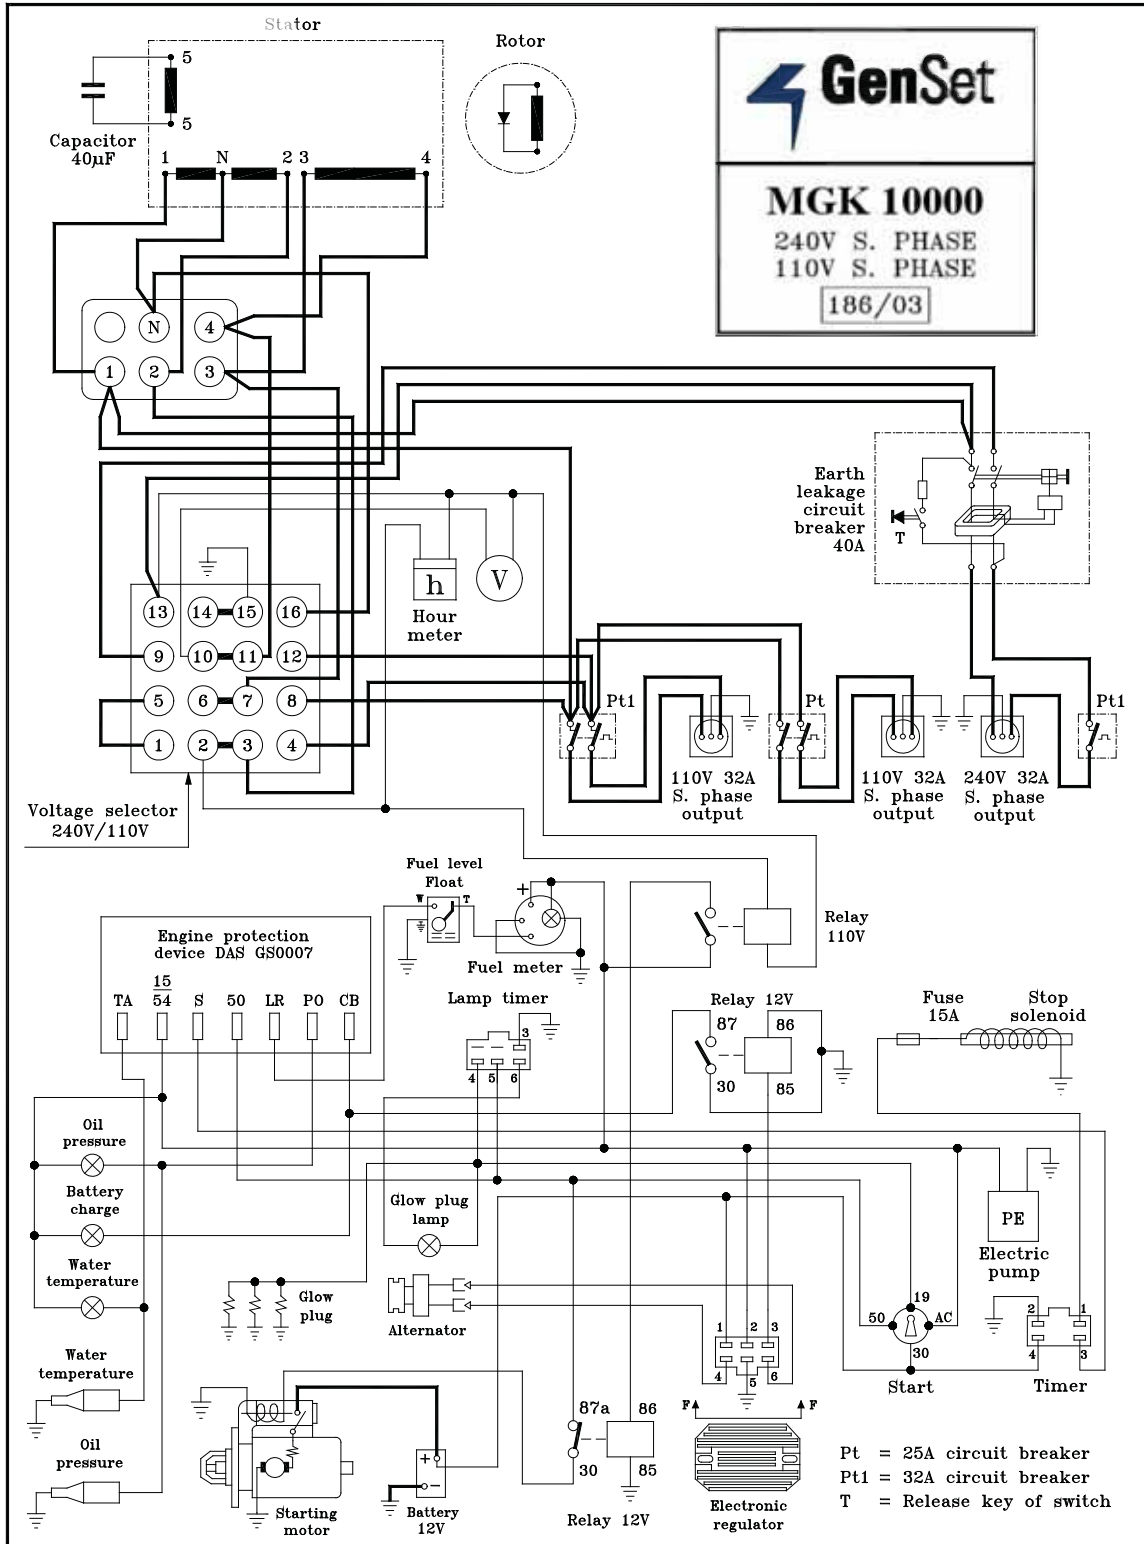 Stator
Rotor
GenSet
MGK 10000
240V S. PHASE
110V S. PHASE
186/03
5
5
Capacitor
40µF
1 N 2 3 4
N 4
1 2 3
Earth
leakage
circuit
breaker
40A
T
h
V
Hour
meter
13 14 15 16
9 10 11 12
5 6 7 8
1 2 3 4
Pt1
Pt
Pt1
110V 32A
S. phase
output
110V 32A
S. phase
output
240V 32A
S. phase
output
Voltage selector
240V/110V
Fuel level
Float
W T
+
Fuel meter
Relay
110V
Engine protection
device DAS GS0007
TA 15/54 S 50 LR PO CB
Lamp timer
3
4 5 6
Relay 12V
87 86
30 85
Fuse
15A
Stop
solenoid
Oil
pressure
Battery
charge
Water
temperature
Glow plug
lamp
PE
Electric
pump
Glow
plug
Alternator
1 2 3
4 5 6
19
50 AC
30
Start
2 1
4 3
Timer
Water
temperature
Oil
pressure
Starting
motor
+
−
Battery
12V
87a 86
30 85
Relay 12V
F F
Electronic
regulator
Pt = 25A circuit breaker
Pt1 = 32A circuit breaker
T = Release key of switch